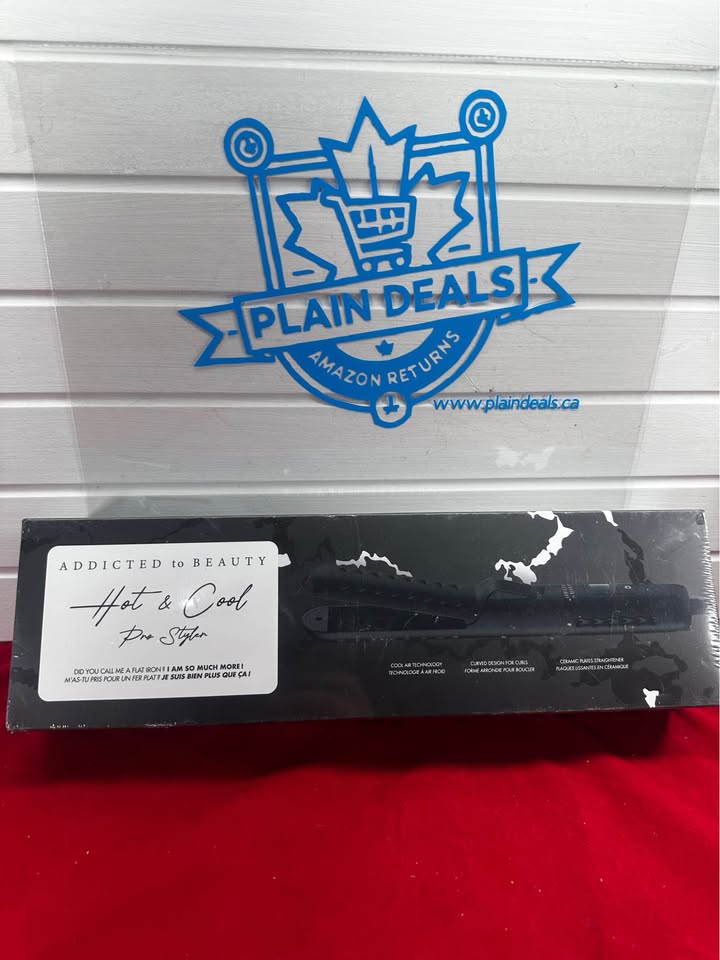 PLAIN DEALS
AMAZON RETURNS
www.plaindeals.ca
ADDICTED to BEAUTY
Hot & Cool
Pro Styler
DID YOU CALL ME A FLAT IRON? I AM SO MUCH MORE!
M'AS-TU PRIS POUR UN FER PLAT? JE SUIS BIEN PLUS QUE ÇA!
COOL AIR TECHNOLOGY
TECHNOLOGIE À AIR FROID
CURVED DESIGN FOR CURLS
FORME ARRONDIE POUR BOUCLER
CERAMIC PLATES STRAIGHTENER
PLAQUES LISSANTES EN CÉRAMIQUE